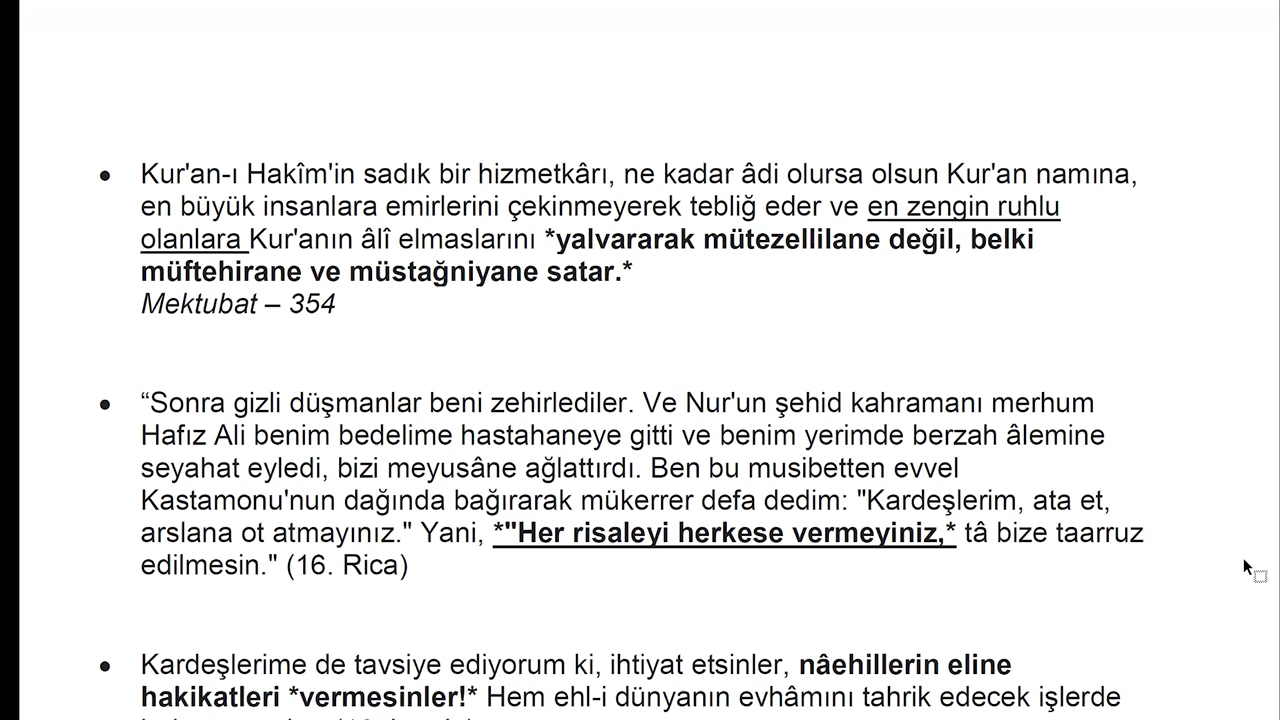 • Kur'an-ı Hakîm'in sadık bir hizmetkârı, ne kadar âdi olursa olsun Kur'an namına,
en büyük insanlara emirlerini çekinmeyerek tebliğ eder ve en zengin ruhlu
olanlara Kur'anın âlî elmaslarını *yalvararak mütezellilane değil, belki
müftehirane ve müstağniyane satar.*
Mektubat – 354
• “Sonra gizli düşmanlar beni zehirlediler. Ve Nur'un şehid kahramanı merhum
Hafız Ali benim bedelime hastahaneye gitti ve benim yerimde berzah âlemine
seyahat eyledi, bizi meyusâne ağlattırdı. Ben bu musibetten evvel
Kastamonu'nun dağında bağırarak mükerrer defa dedim: "Kardeşlerim, ata et,
arslana ot atmayınız." Yani, *"Her risaleyi herkese vermeyiniz,* tâ bize taarruz
edilmesin." (16. Rica)
• Kardeşlerime de tavsiye ediyorum ki, ihtiyat etsinler, nâehillerin eline
hakikatleri *vermesinler!* Hem ehl-i dünyanın evhâmını tahrik edecek işlerde